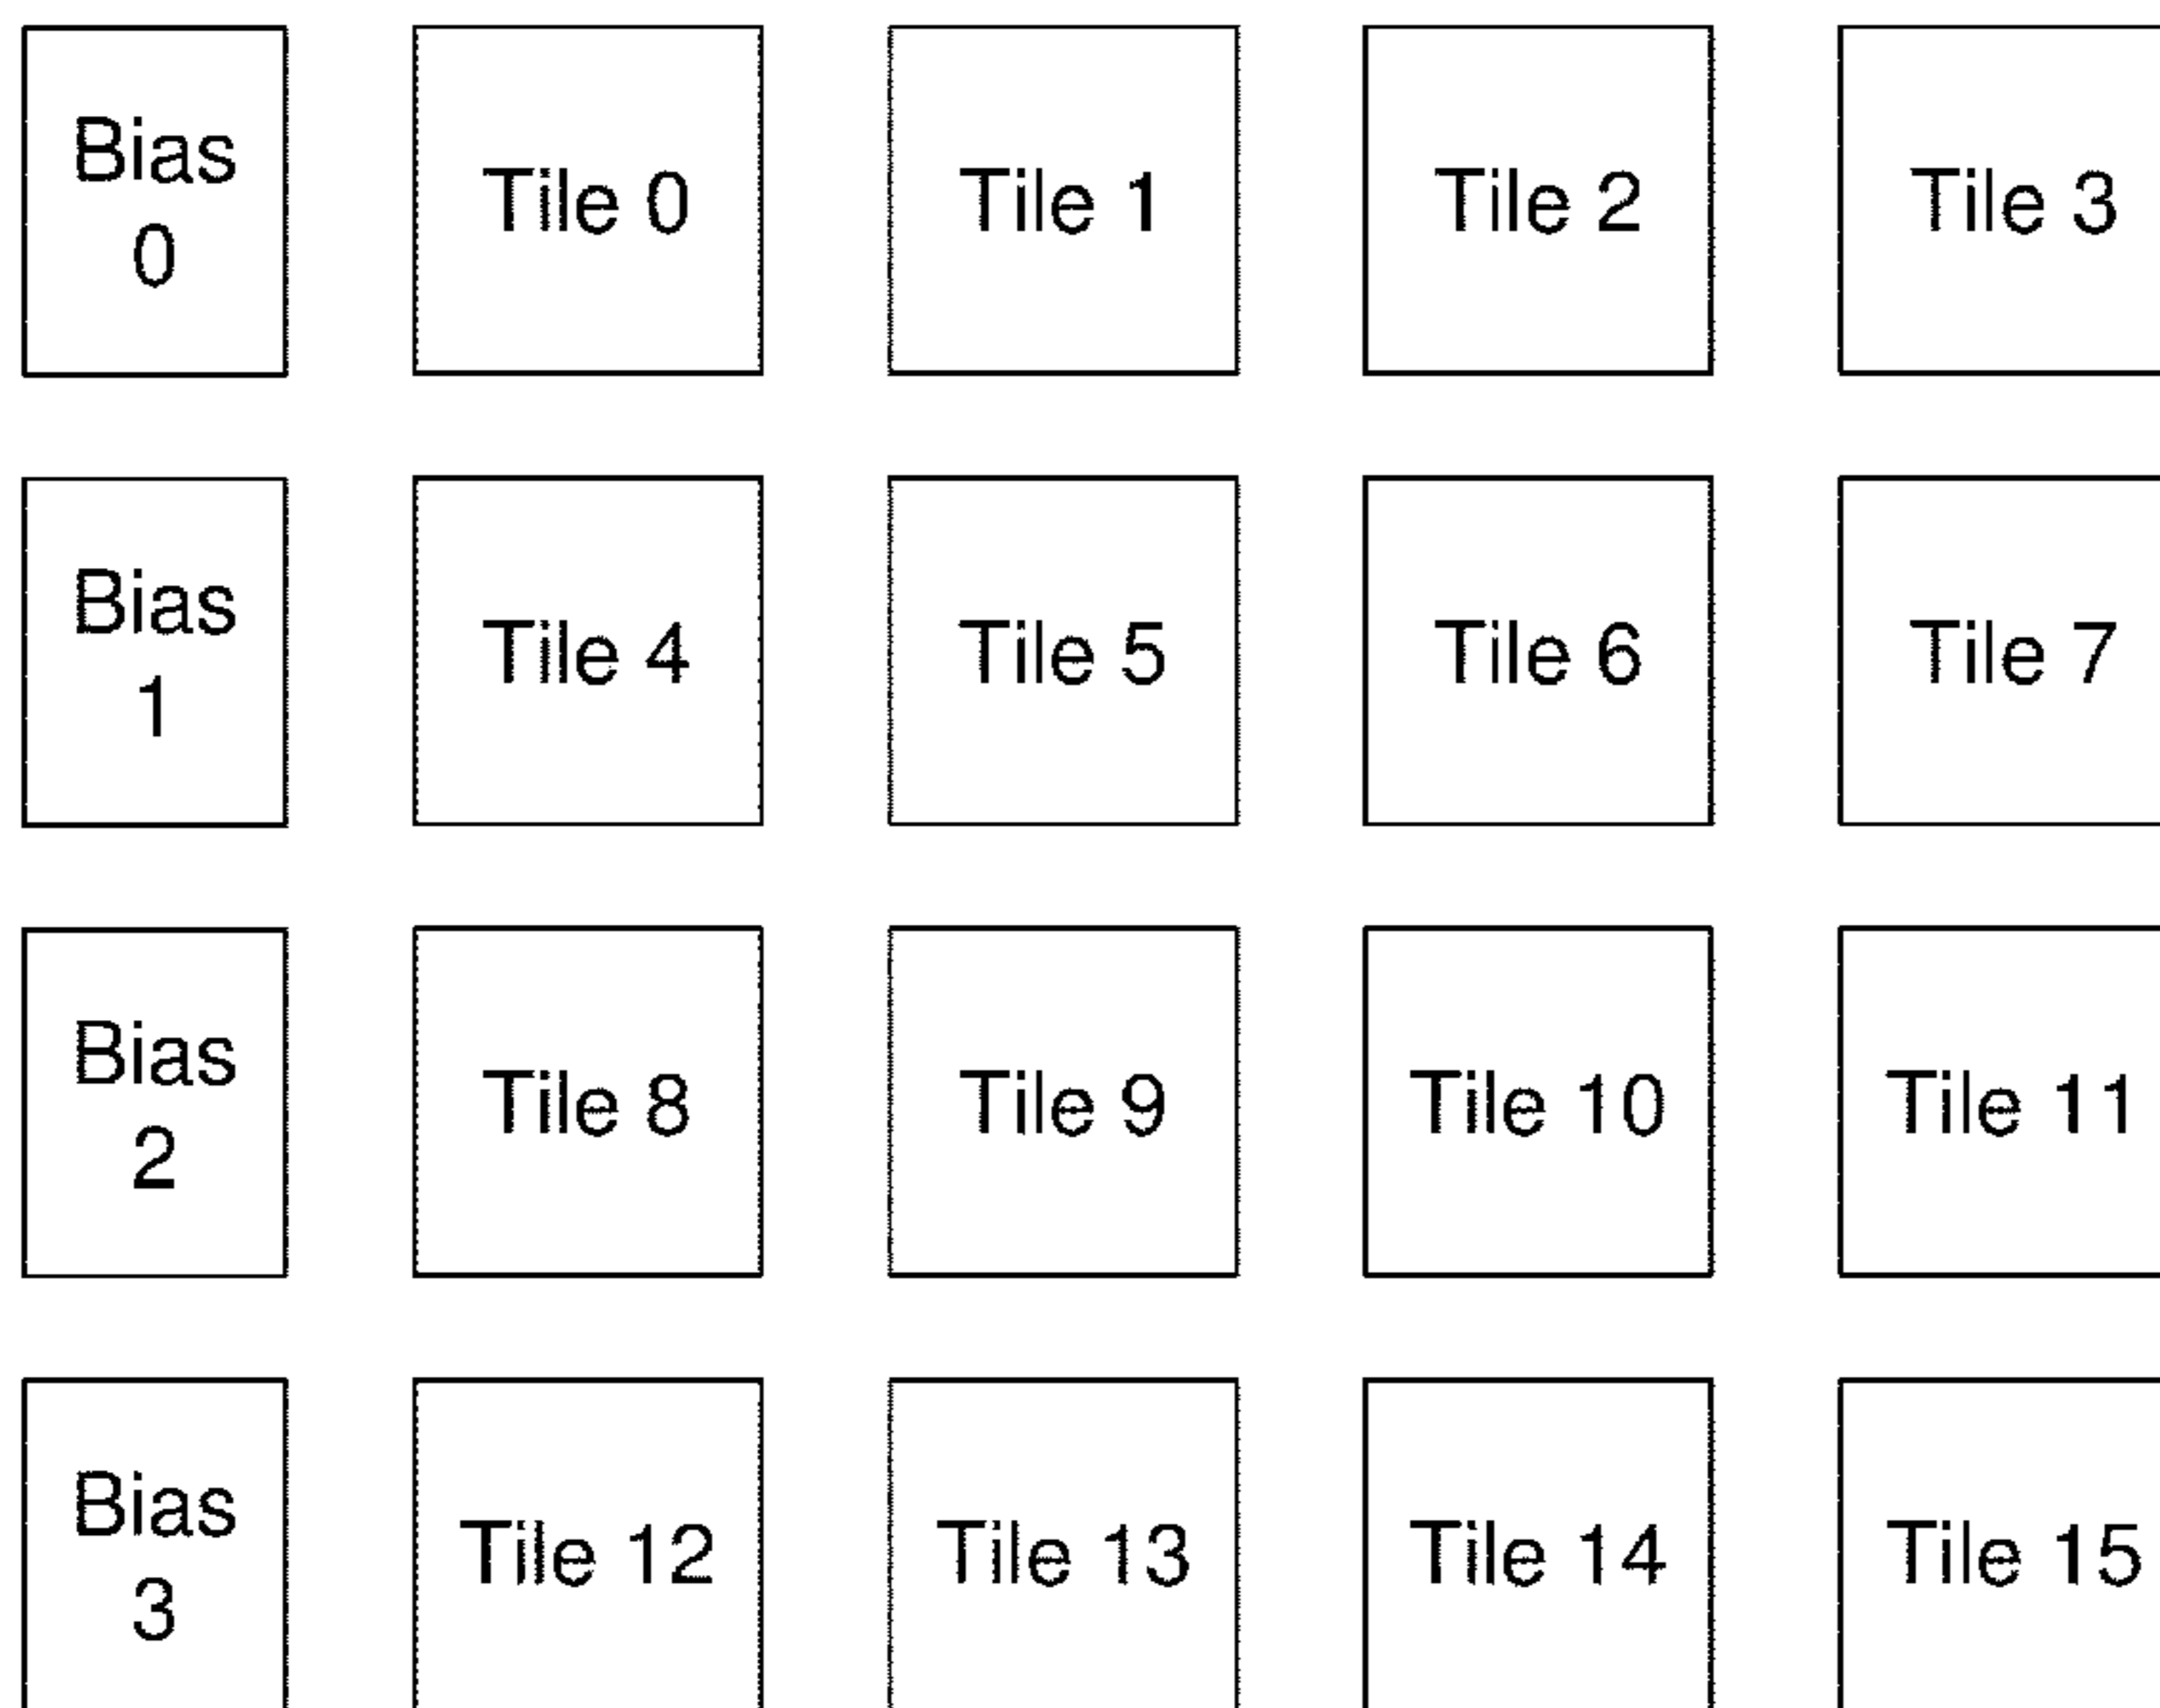 Bias
0
Tile 0
Tile 1
Tile 2
Tile 3
Bias
1
Tile 4
Tile 5
Tile 6
Tile 7
Bias
2
Tile 8
Tile 9
Tile 10
Tile 11
Bias
3
Tile 12
Tile 13
Tile 14
Tile 15